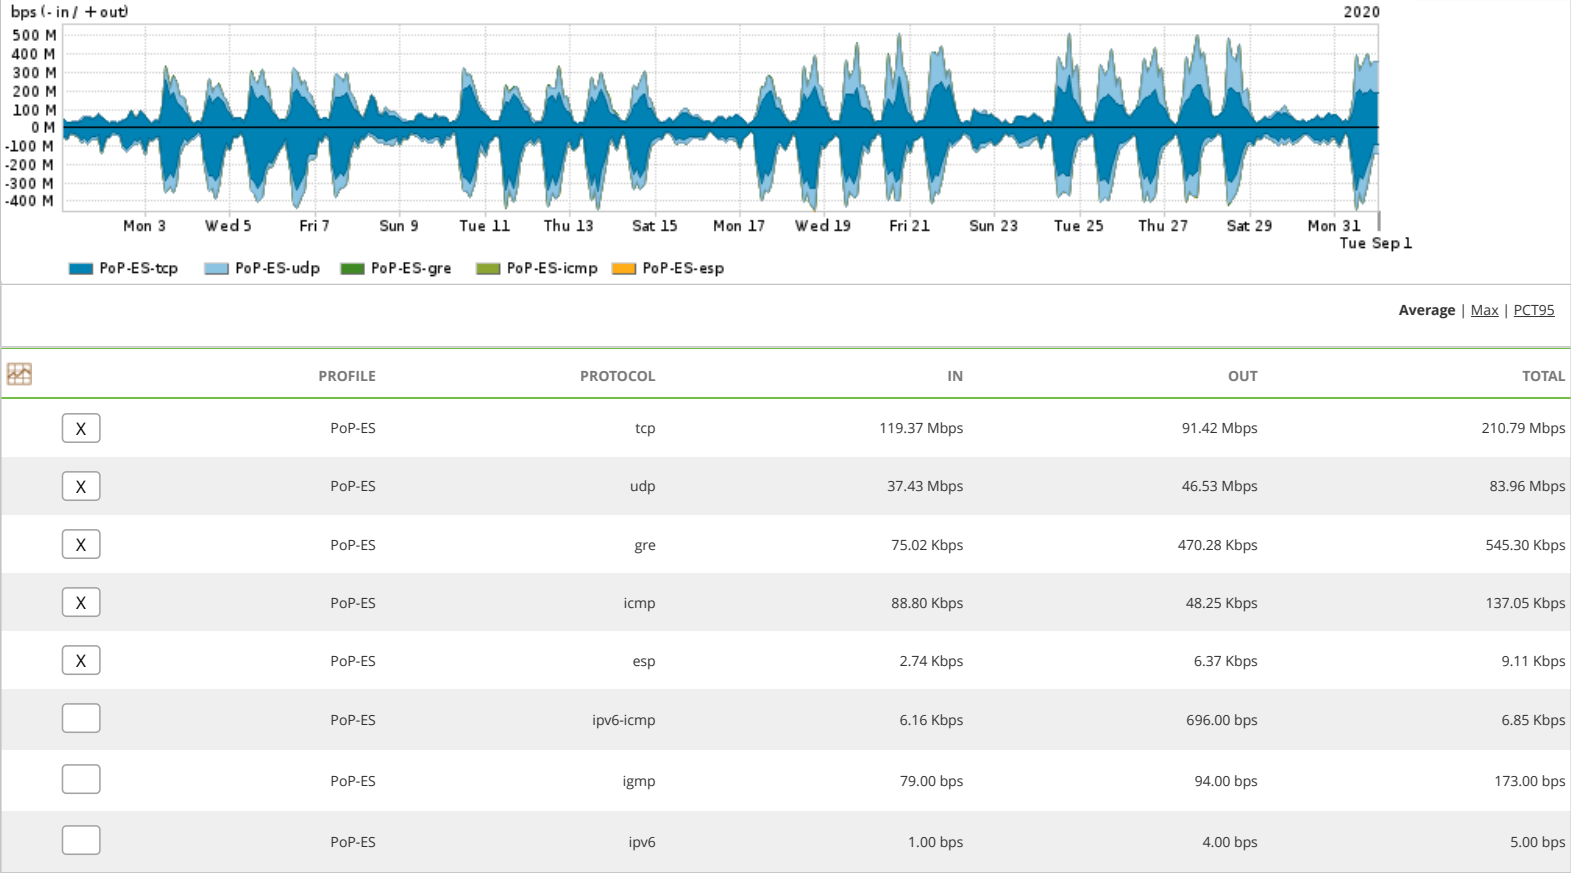 bps (- in / + out) 2020
500 M
400 M
300 M
200 M
100 M
0 M
-100 M
-200 M
-300 M
-400 M
Mon 3 Wed 5 Fri 7 Sun 9 Tue 11 Thu 13 Sat 15 Mon 17 Wed 19 Fri 21 Sun 23 Tue 25 Thu 27 Sat 29 Mon 31
Tue Sep 1
PoP-ES-tcp PoP-ES-udp PoP-ES-gre PoP-ES-icmp PoP-ES-esp
Average | Max | PCT95
PROFILE PROTOCOL IN OUT TOTAL
X PoP-ES tcp 119.37 Mbps 91.42 Mbps 210.79 Mbps
X PoP-ES udp 37.43 Mbps 46.53 Mbps 83.96 Mbps
X PoP-ES gre 75.02 Kbps 470.28 Kbps 545.30 Kbps
X PoP-ES icmp 88.80 Kbps 48.25 Kbps 137.05 Kbps
X PoP-ES esp 2.74 Kbps 6.37 Kbps 9.11 Kbps
PoP-ES ipv6-icmp 6.16 Kbps 696.00 bps 6.85 Kbps
PoP-ES igmp 79.00 bps 94.00 bps 173.00 bps
PoP-ES ipv6 1.00 bps 4.00 bps 5.00 bps